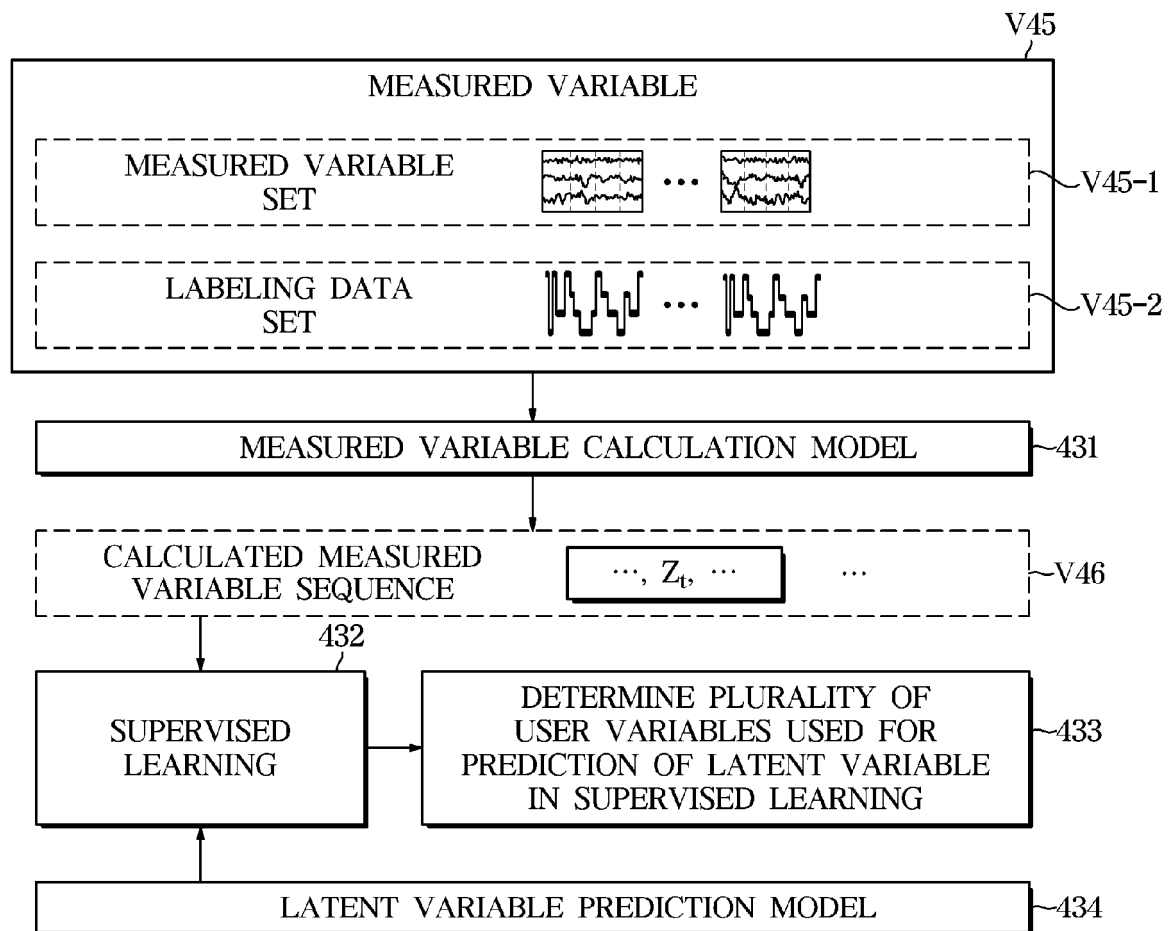 V45
MEASURED VARIABLE
MEASURED VARIABLE
SET
...
V45-1
LABELING DATA
SET
...
V45-2
MEASURED VARIABLE CALCULATION MODEL
431
CALCULATED MEASURED
VARIABLE SEQUENCE
..., Zt, ...
...
V46
432
SUPERVISED
LEARNING
DETERMINE PLURALITY OF
USER VARIABLES USED FOR
PREDICTION OF LATENT VARIABLE
IN SUPERVISED LEARNING
433
LATENT VARIABLE PREDICTION MODEL
434